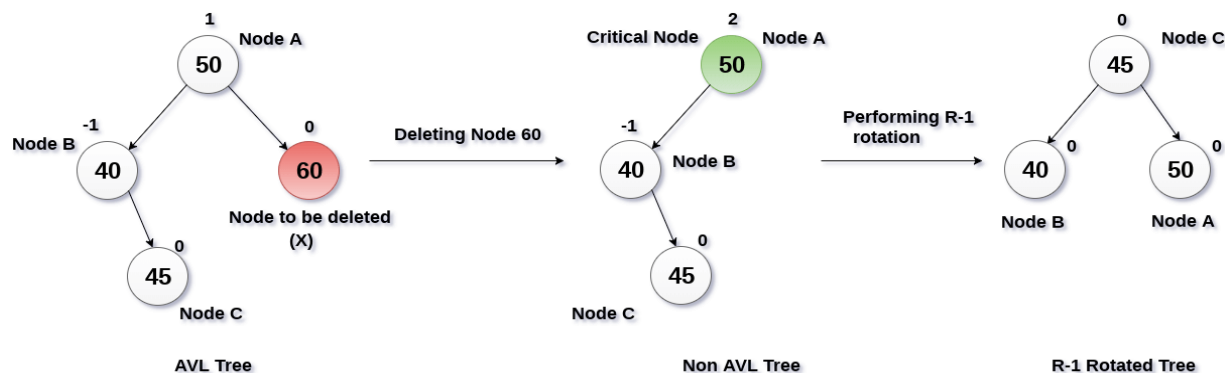 1
Node A
50
-1
Node B
40
0
60
Node to be deleted
(X)
0
45
Node C
AVL Tree
Deleting Node 60
2
Critical Node
Node A
50
-1
40
Node B
0
45
Node C
Non AVL Tree
Performing R-1
rotation
0
Node C
45
0
40
Node B
0
50
Node A
R-1 Rotated Tree